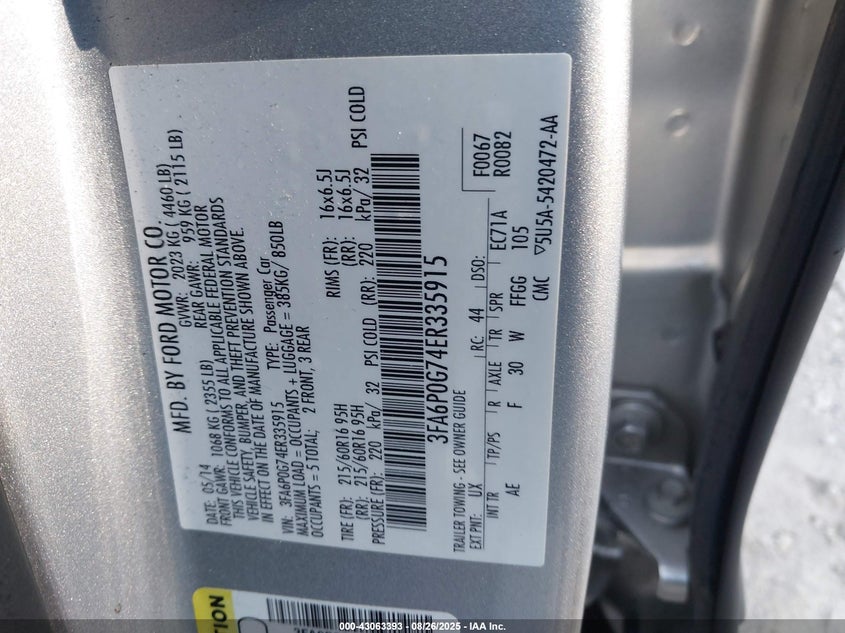 MFD. BY FORD MOTOR CO.
DATE: 05/14 GVWR: 2023 KG ( 4460 LB)
FRONT GAWR: 1068 KG ( 2355 LB) REAR GAWR: 959 KG ( 2115 LB)
THIS VEHICLE CONFORMS TO ALL APPLICABLE FEDERAL MOTOR
VEHICLE SAFETY, BUMPER, AND THEFT PREVENTION STANDARDS
IN EFFECT ON THE DATE OF MANUFACTURE SHOWN ABOVE.
VIN: 3FA6P0G74ER335915 TYPE: Passenger Car
MAXIMUM LOAD = OCCUPANTS + LUGGAGE = 385KG/ 850LB
OCCUPANTS = 5 TOTAL; 2 FRONT, 3 REAR
TIRE (FR): 215/60R16 95H RIMS (FR): 16x6.5J
(RR): 215/60R16 95H (RR): 16x6.5J
PRESSURE (FR): 220 kPa/ 32 PSI COLD (RR): 220 kPa/ 32 PSI COLD
3FA6P0G74ER335915
TRAILER TOWING - SEE OWNER GUIDE
F0067
R0082
EXT PNT: UX RC: 44 DSO: EC71A
INT TR TP/PS R AXLE TR SPR 105
AE F 30 W FFGG
CMC ▽5U5A-5420472-AA
TION
000-43063393 - 08/26/2025 - IAA Inc.